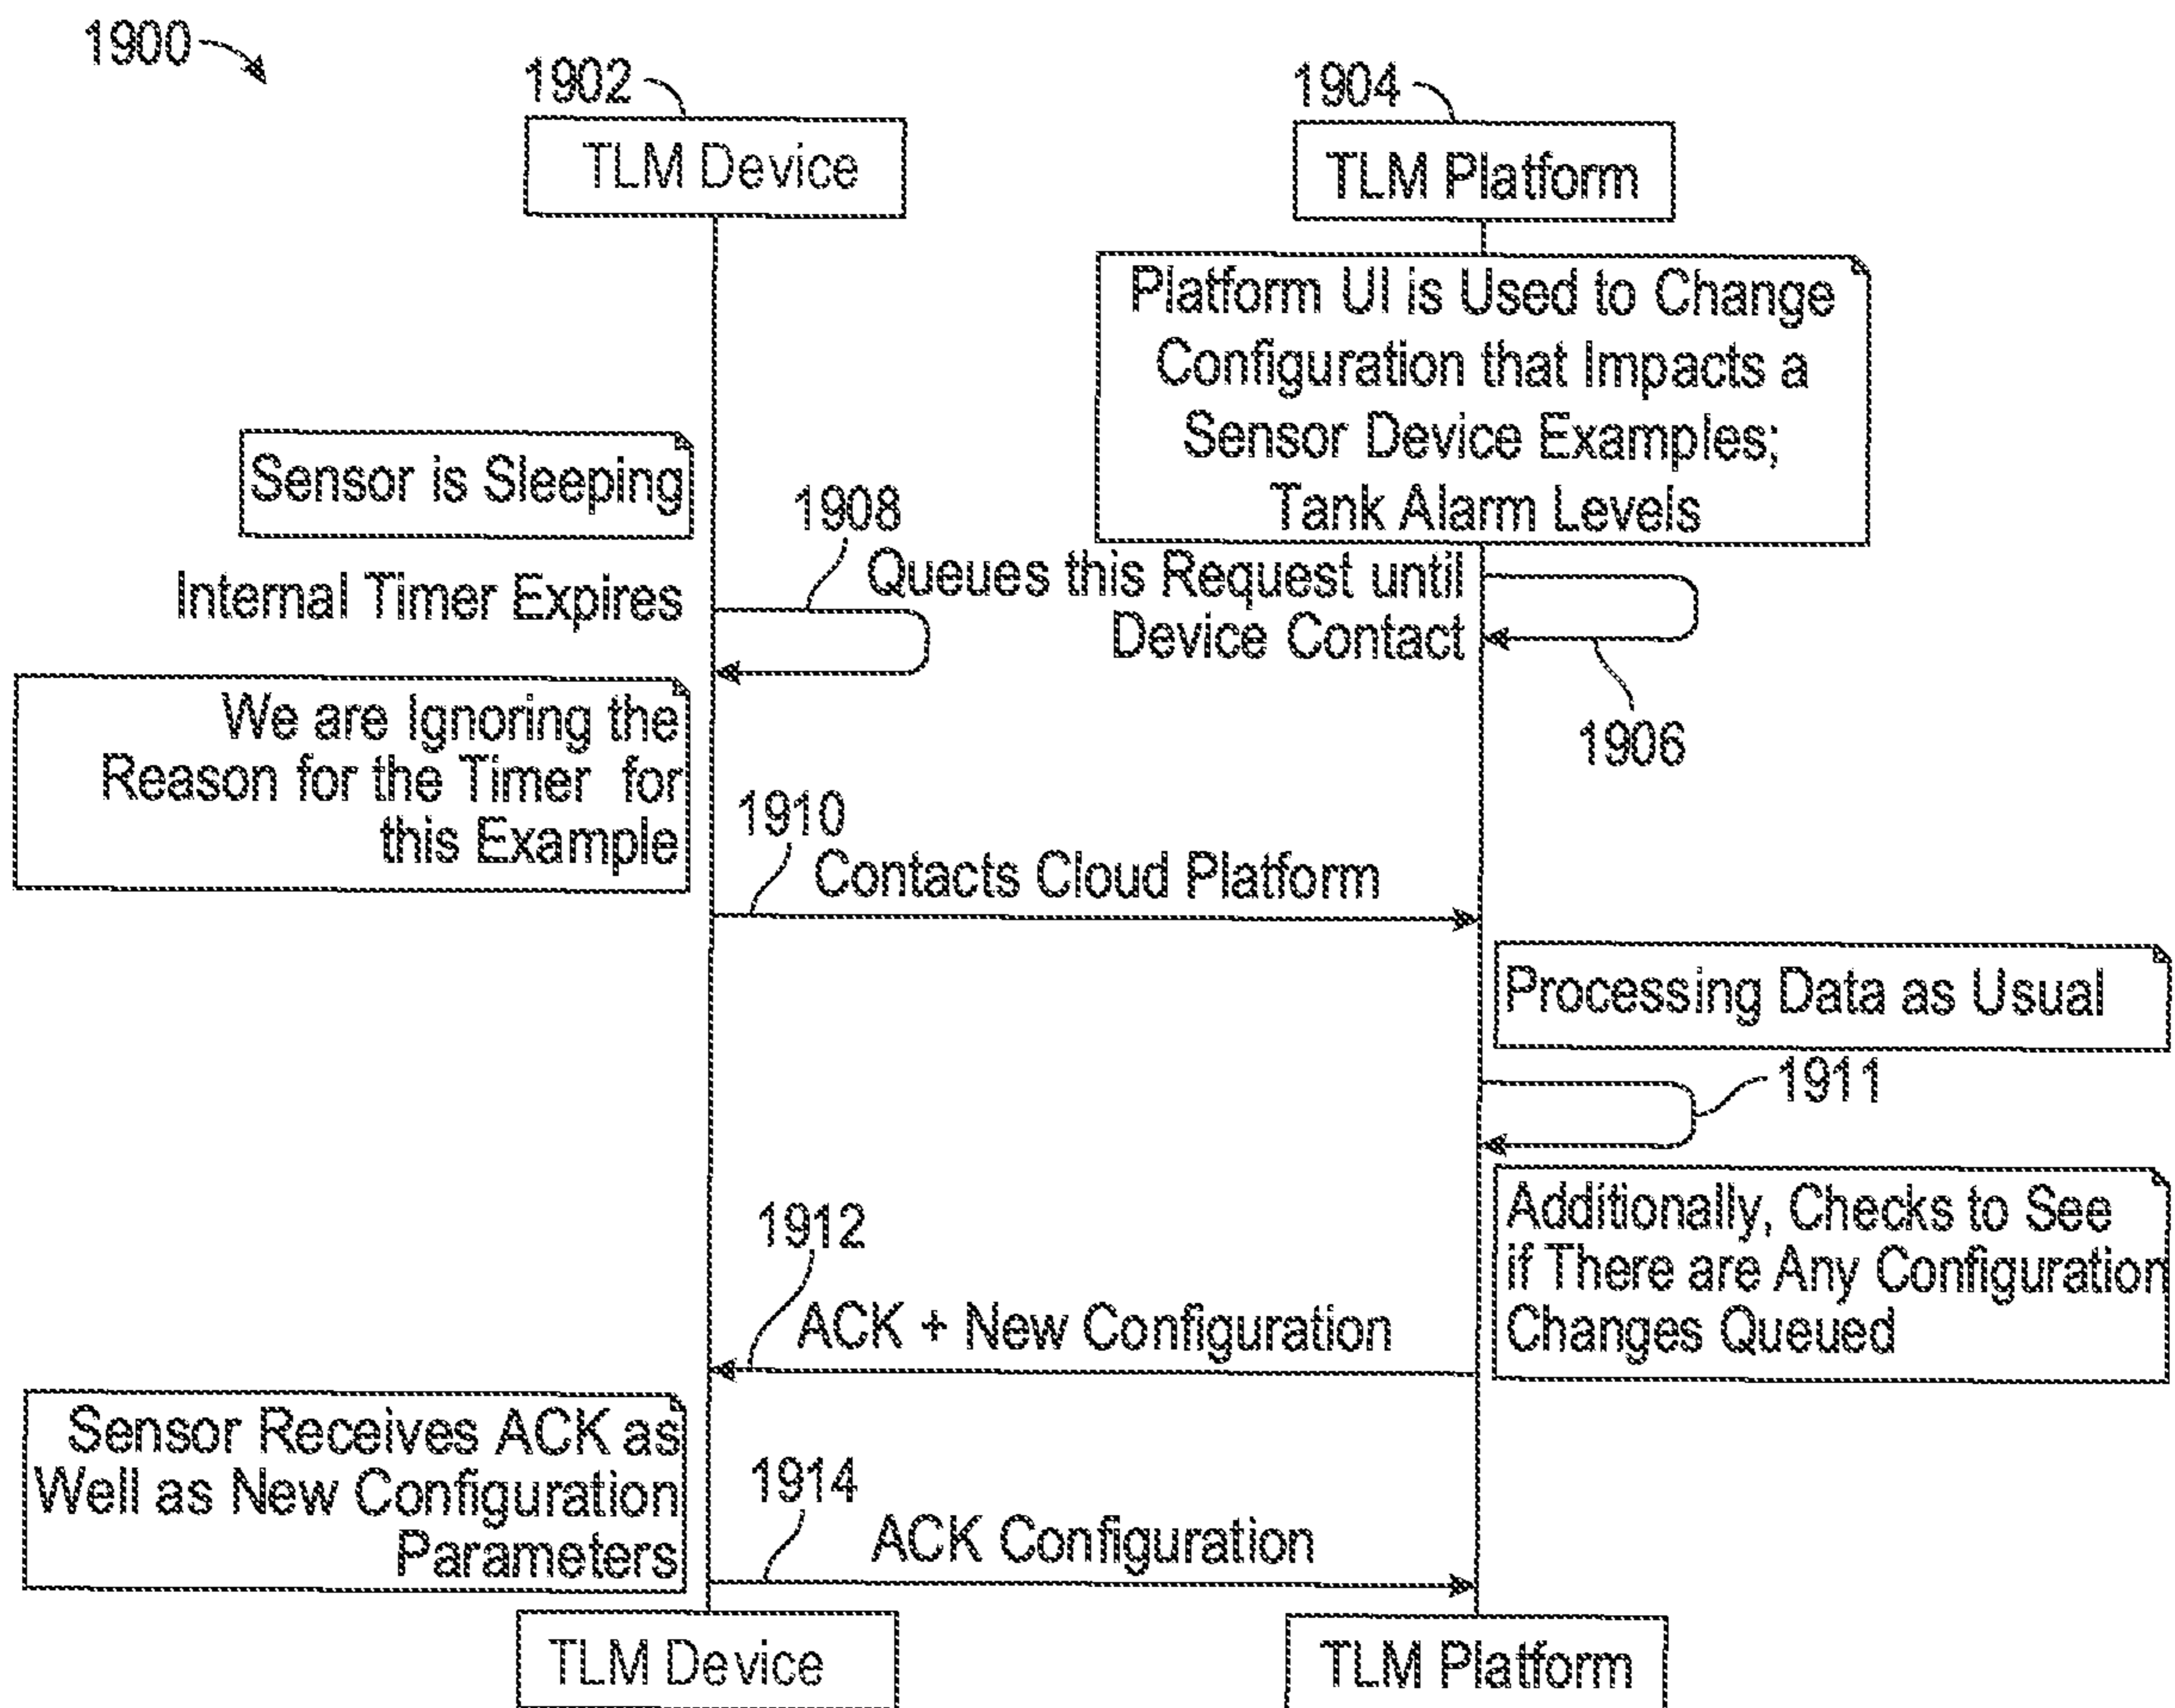 1900
1902
1904
TLM Device
TLM Platform
Platform UI is Used to Change
Configuration that Impacts a
Sensor Device Examples;
Tank Alarm Levels
Sensor is Sleeping
1908
Queues this Request until
Device Contact
Internal Timer Expires
1906
We are Ignoring the
Reason for the Timer for
this Example
1910
Contacts Cloud Platform
Processing Data as Usual
1911
Additionally, Checks to See
if There are Any Configuration
Changes Queued
1912
ACK + New Configuration
Sensor Receives ACK as
Well as New Configuration
Parameters
1914
ACK Configuration
TLM Device
TLM Platform